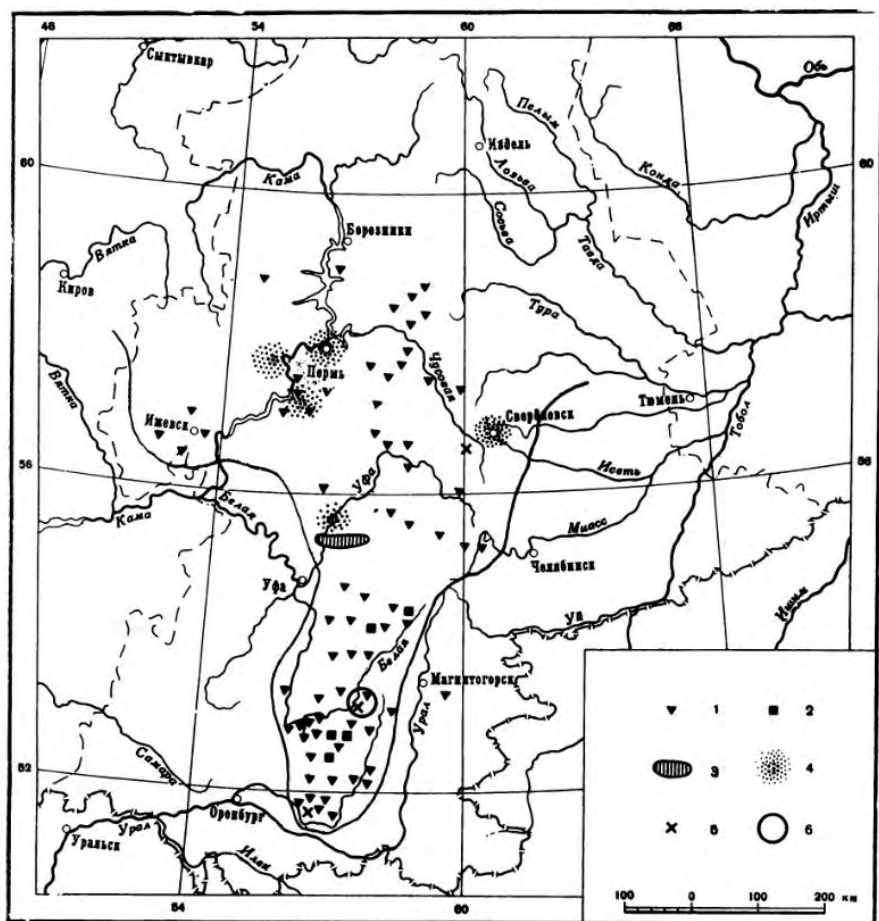 48
54
60
66
Сыктывкар
Обь
Пелым
Ивдель
60
60
Лозьва
Конда
Кама
Сосьва
Иртыш
Березники
Вятка
Тавда
Киров
Тура
Чусовая
Пермь
Вятка
Тюмень
Ижевск
Свердловск
Тобол
56
56
Исеть
Уфа
Белая
Кама
Миасс
Челябинск
Уфа
Уй
Ишим
Белая
Магнитогорск
Урал
1
2
Самара
52
3
4
Оренбург
Урал
Уральск
Илек
5
6
54
60
100 0 100 200 км